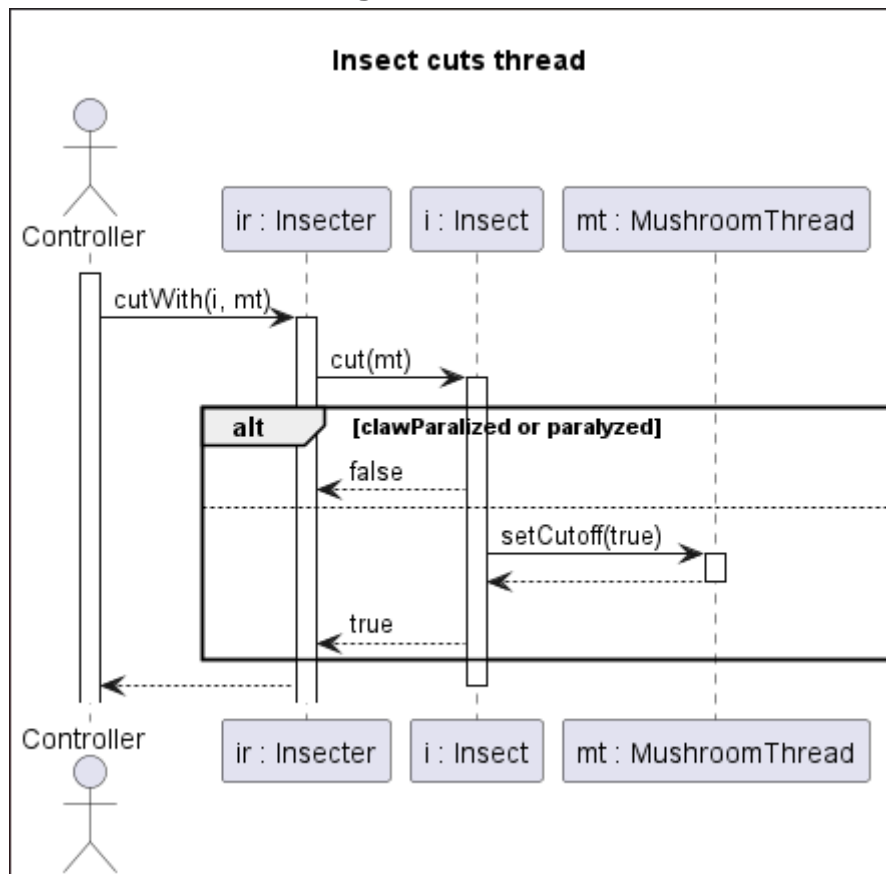 Insect cuts thread
Controller
ir : Insecter
i : Insect
mt : MushroomThread
cutWith(i, mt)
cut(mt)
alt [clawParalized or paralyzed]
false
setCutoff(true)
true
Controller
ir : Insecter
i : Insect
mt : MushroomThread